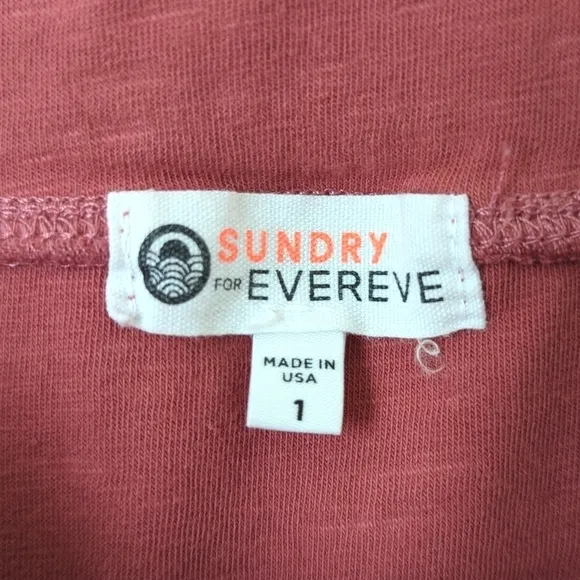 SUNDRY
FOR EVEREVE
MADE IN
USA
1